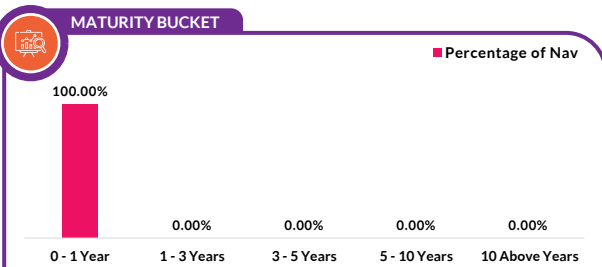 MATURITY BUCKET
Percentage of Nav
100.00%
0.00% 0.00% 0.00% 0.00%
0 - 1 Year 1 - 3 Years 3 - 5 Years 5 - 10 Years 10 Above Years